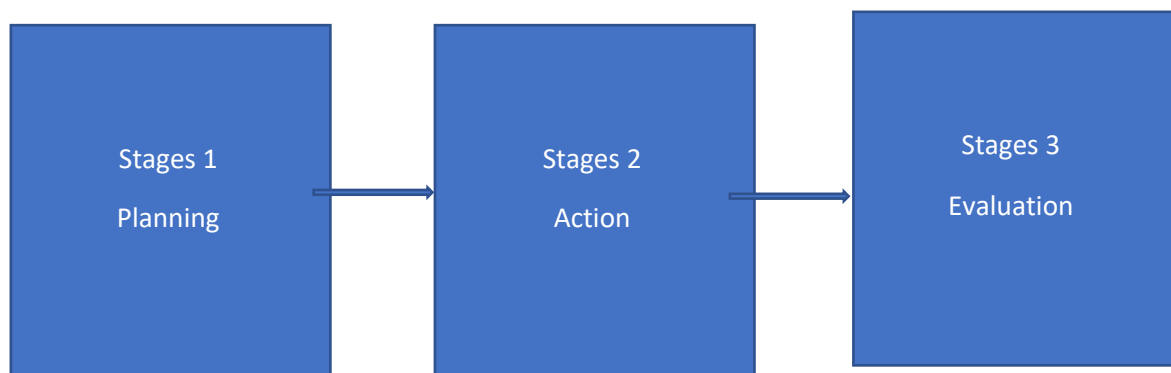 Stages 1
Planning
Stages 2
Action
Stages 3
Evaluation